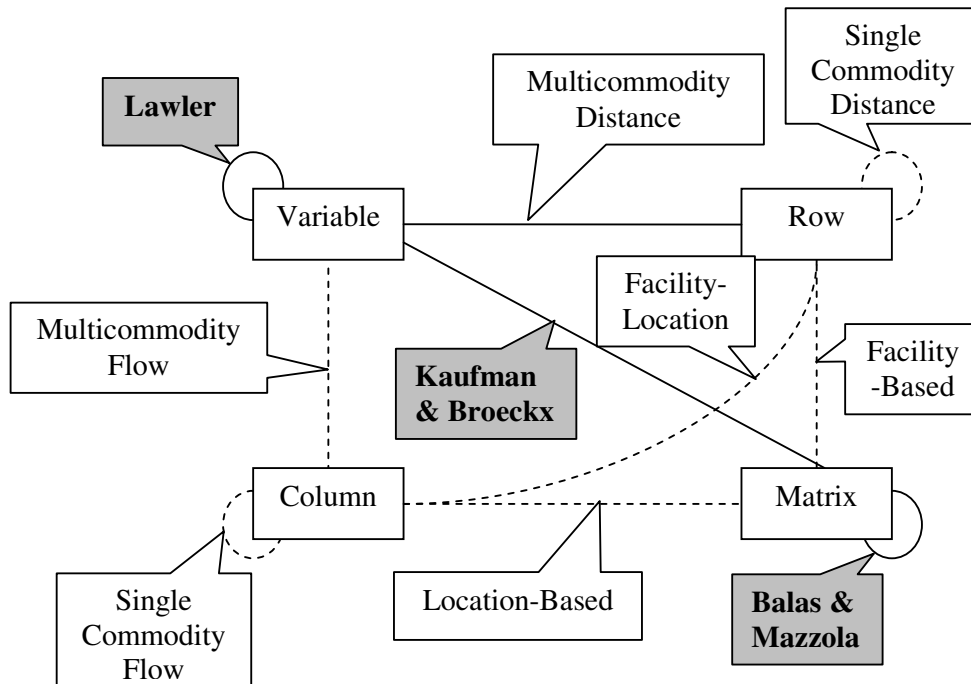 Single
Commodity
Distance
Multicommodity
Distance
Lawler
Variable
Row
Facility-
Location
Multicommodity
Flow
Facility
-Based
Kaufman
& Broeckx
Column
Matrix
Single
Commodity
Flow
Location-Based
Balas &
Mazzola